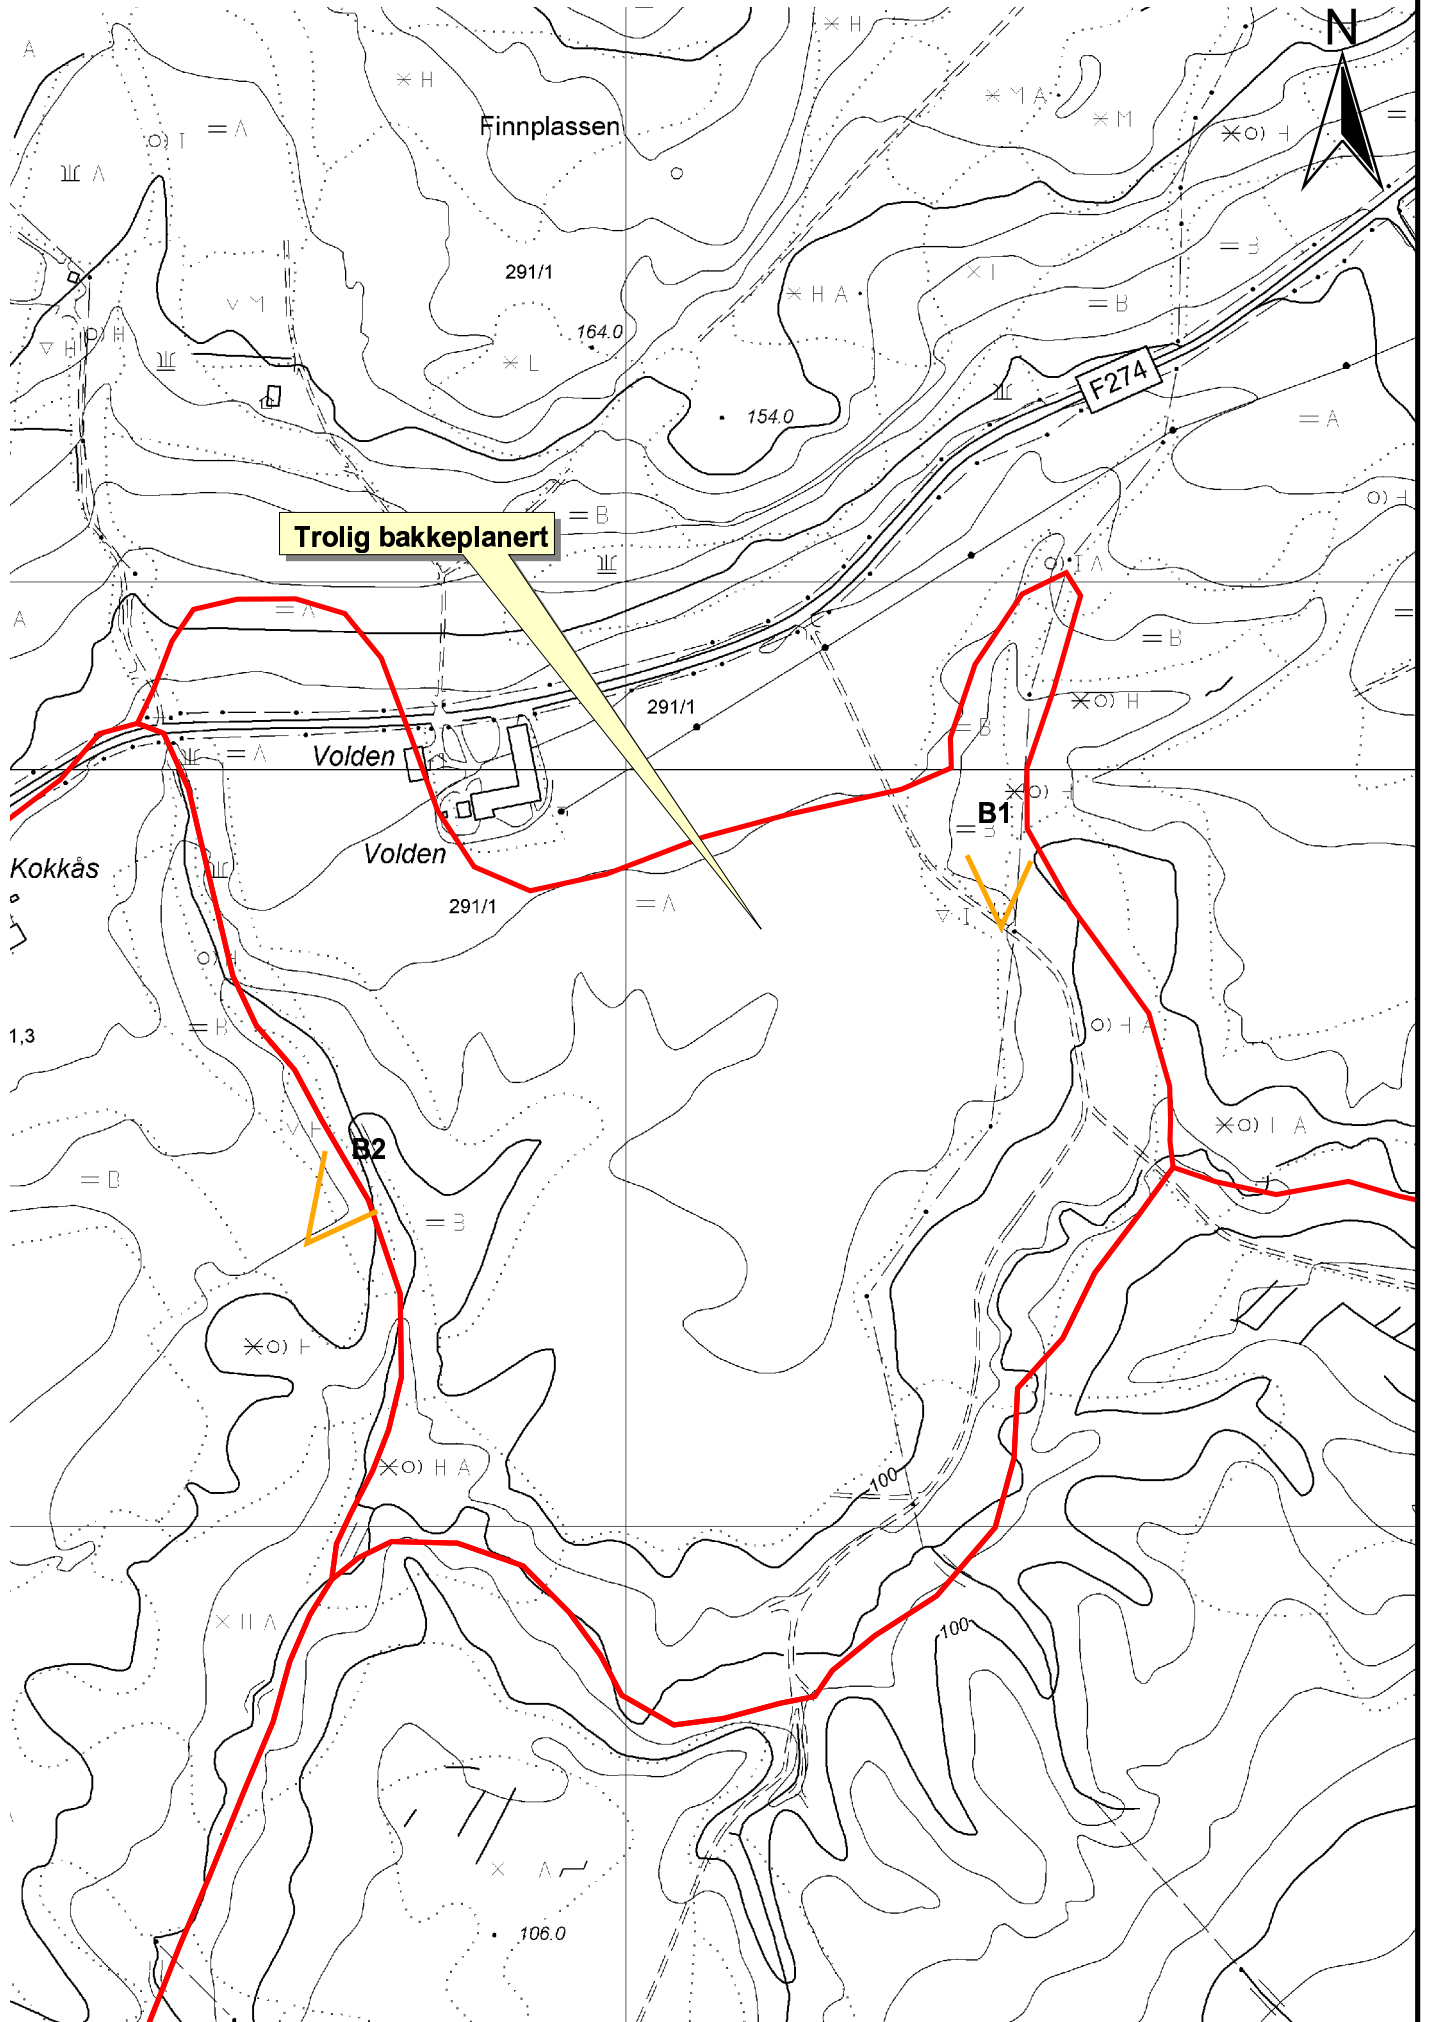 N
A
H
H
M A
M
O) H
O) I
A
A
Finnplassen
B
291/1
I
H A
B
V M
O) H
H
164.0
L
F274
154.0
A
O) H
B
Trolig bakkeplanert
O) I A
A
A
B
291/1
O) H
B
A
Volden
O) H
B1
B
Volden
Kokkås
291/1
A
I
O) H
1,3
B
O) H A
O) I A
B2
B
B
O) H
O) H A
100
100
A
A
106.0